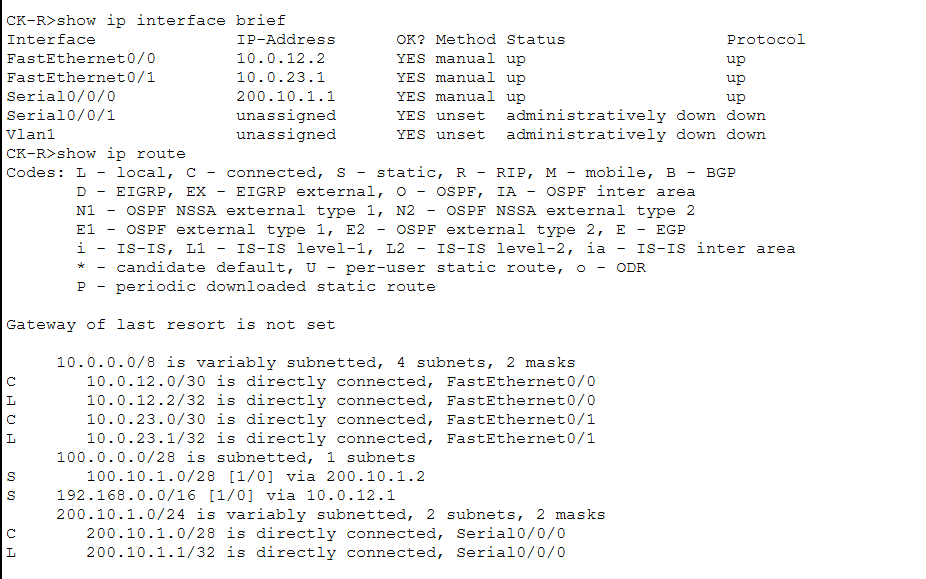 CK-R>show ip interface brief
Interface              IP-Address      OK? Method Status                Protocol
FastEthernet0/0        10.0.12.2       YES manual up                    up
FastEthernet0/1        10.0.23.1       YES manual up                    up
Serial0/0/0            200.10.1.1      YES manual up                    up
Serial0/0/1            unassigned      YES unset  administratively down down
Vlan1                  unassigned      YES unset  administratively down down
CK-R>show ip route
Codes: L - local, C - connected, S - static, R - RIP, M - mobile, B - BGP
       D - EIGRP, EX - EIGRP external, O - OSPF, IA - OSPF inter area
       N1 - OSPF NSSA external type 1, N2 - OSPF NSSA external type 2
       E1 - OSPF external type 1, E2 - OSPF external type 2, E - EGP
       i - IS-IS, L1 - IS-IS level-1, L2 - IS-IS level-2, ia - IS-IS inter area
       * - candidate default, U - per-user static route, o - ODR
       P - periodic downloaded static route

Gateway of last resort is not set

     10.0.0.0/8 is variably subnetted, 4 subnets, 2 masks
C       10.0.12.0/30 is directly connected, FastEthernet0/0
L       10.0.12.2/32 is directly connected, FastEthernet0/0
C       10.0.23.0/30 is directly connected, FastEthernet0/1
L       10.0.23.1/32 is directly connected, FastEthernet0/1
     100.0.0.0/28 is subnetted, 1 subnets
S       100.10.1.0/28 [1/0] via 200.10.1.2
S    192.168.0.0/16 [1/0] via 10.0.12.1
     200.10.1.0/24 is variably subnetted, 2 subnets, 2 masks
C       200.10.1.0/28 is directly connected, Serial0/0/0
L       200.10.1.1/32 is directly connected, Serial0/0/0